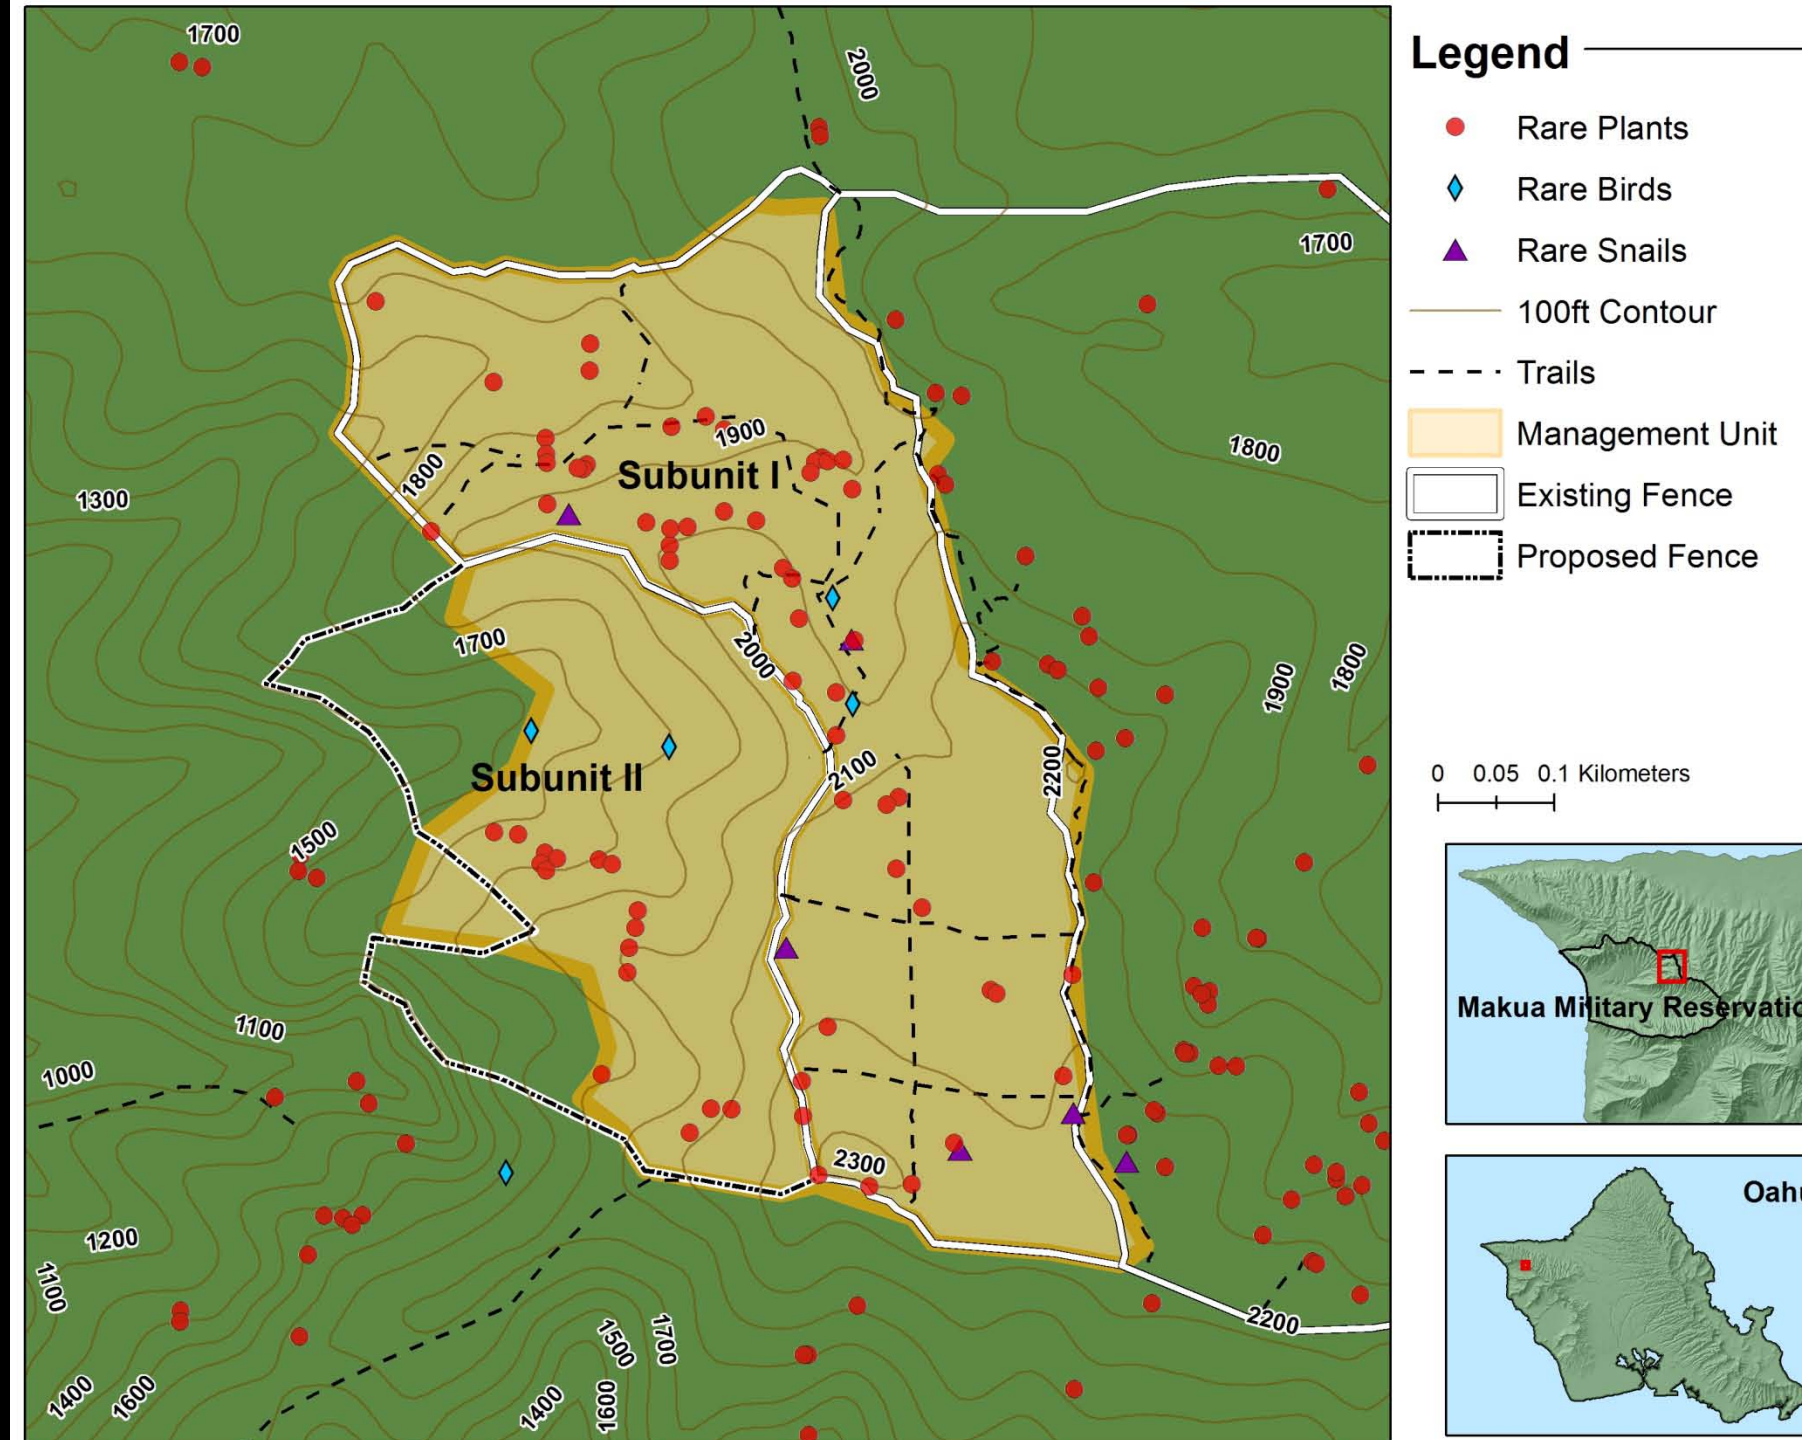 1700
2000
1700
1900
1800
1800
Subunit I
1300
1700
2000
1900
1800
2100
2200
Subunit II
1500
2300
1100
1000
1200
1100
2200
1500
1700
1400
1600
1400
1600
Legend
Rare Plants
Rare Birds
Rare Snails
100ft Contour
Trails
Management Unit
Existing Fence
Proposed Fence
0 0.05 0.1 Kilometers
Makua Military Reservatio
Oahu